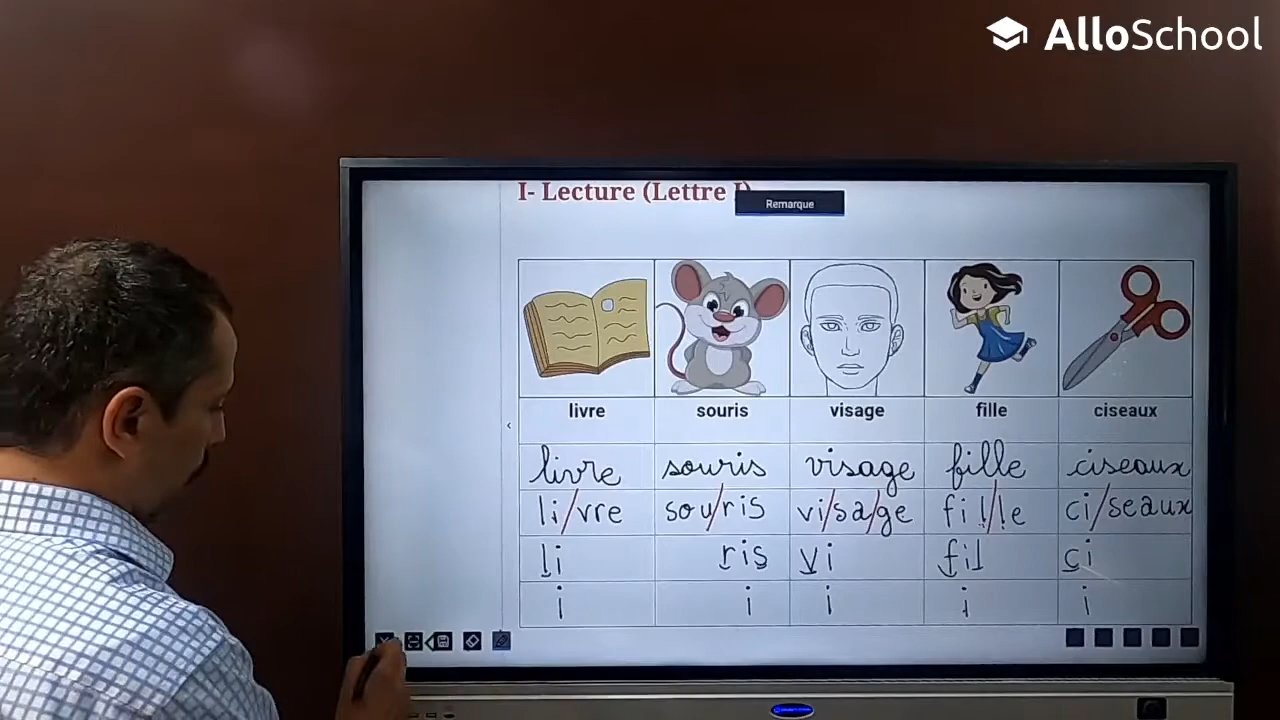 AlloSchool
I- Lecture (Lettre I)
Remarque
livre souris visage fille ciseaux
livre souris visage fille ciseaux
li/vre sou/ris vi/sa/ge fil/le ci/seaux
li ris vi fil ci
i i i i i